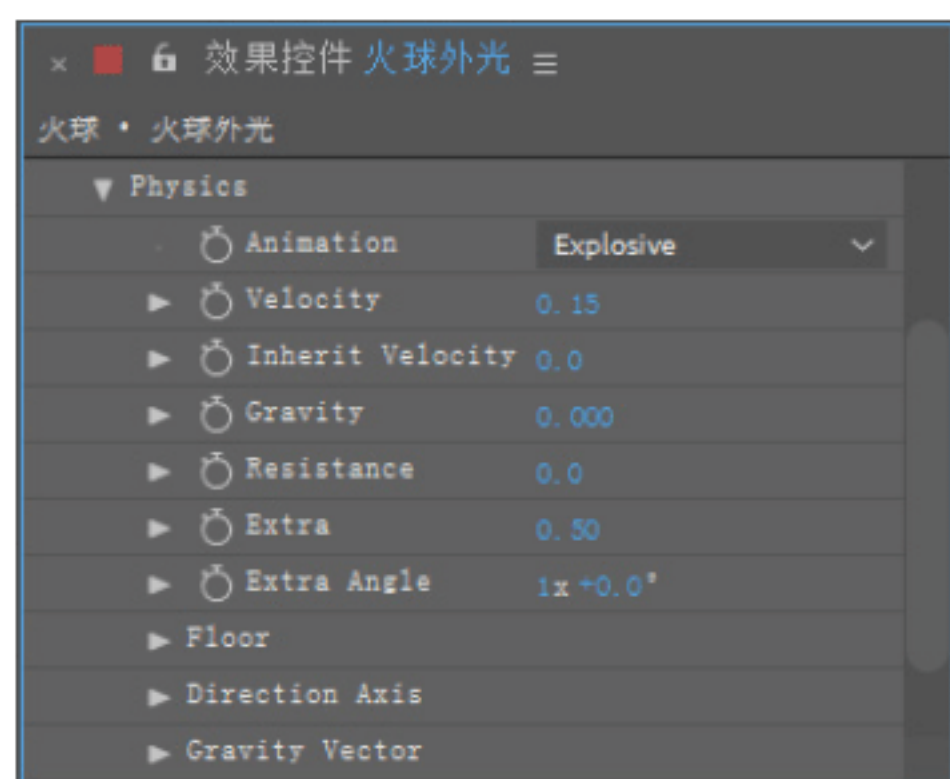 × 效果控件 火球外光 ≡
火球 • 火球外光
Physics
Animation Explosive
Velocity 0.15
Inherit Velocity 0.0
Gravity 0.000
Resistance 0.0
Extra 0.50
Extra Angle 1x +0.0°
Floor
Direction Axis
Gravity Vector